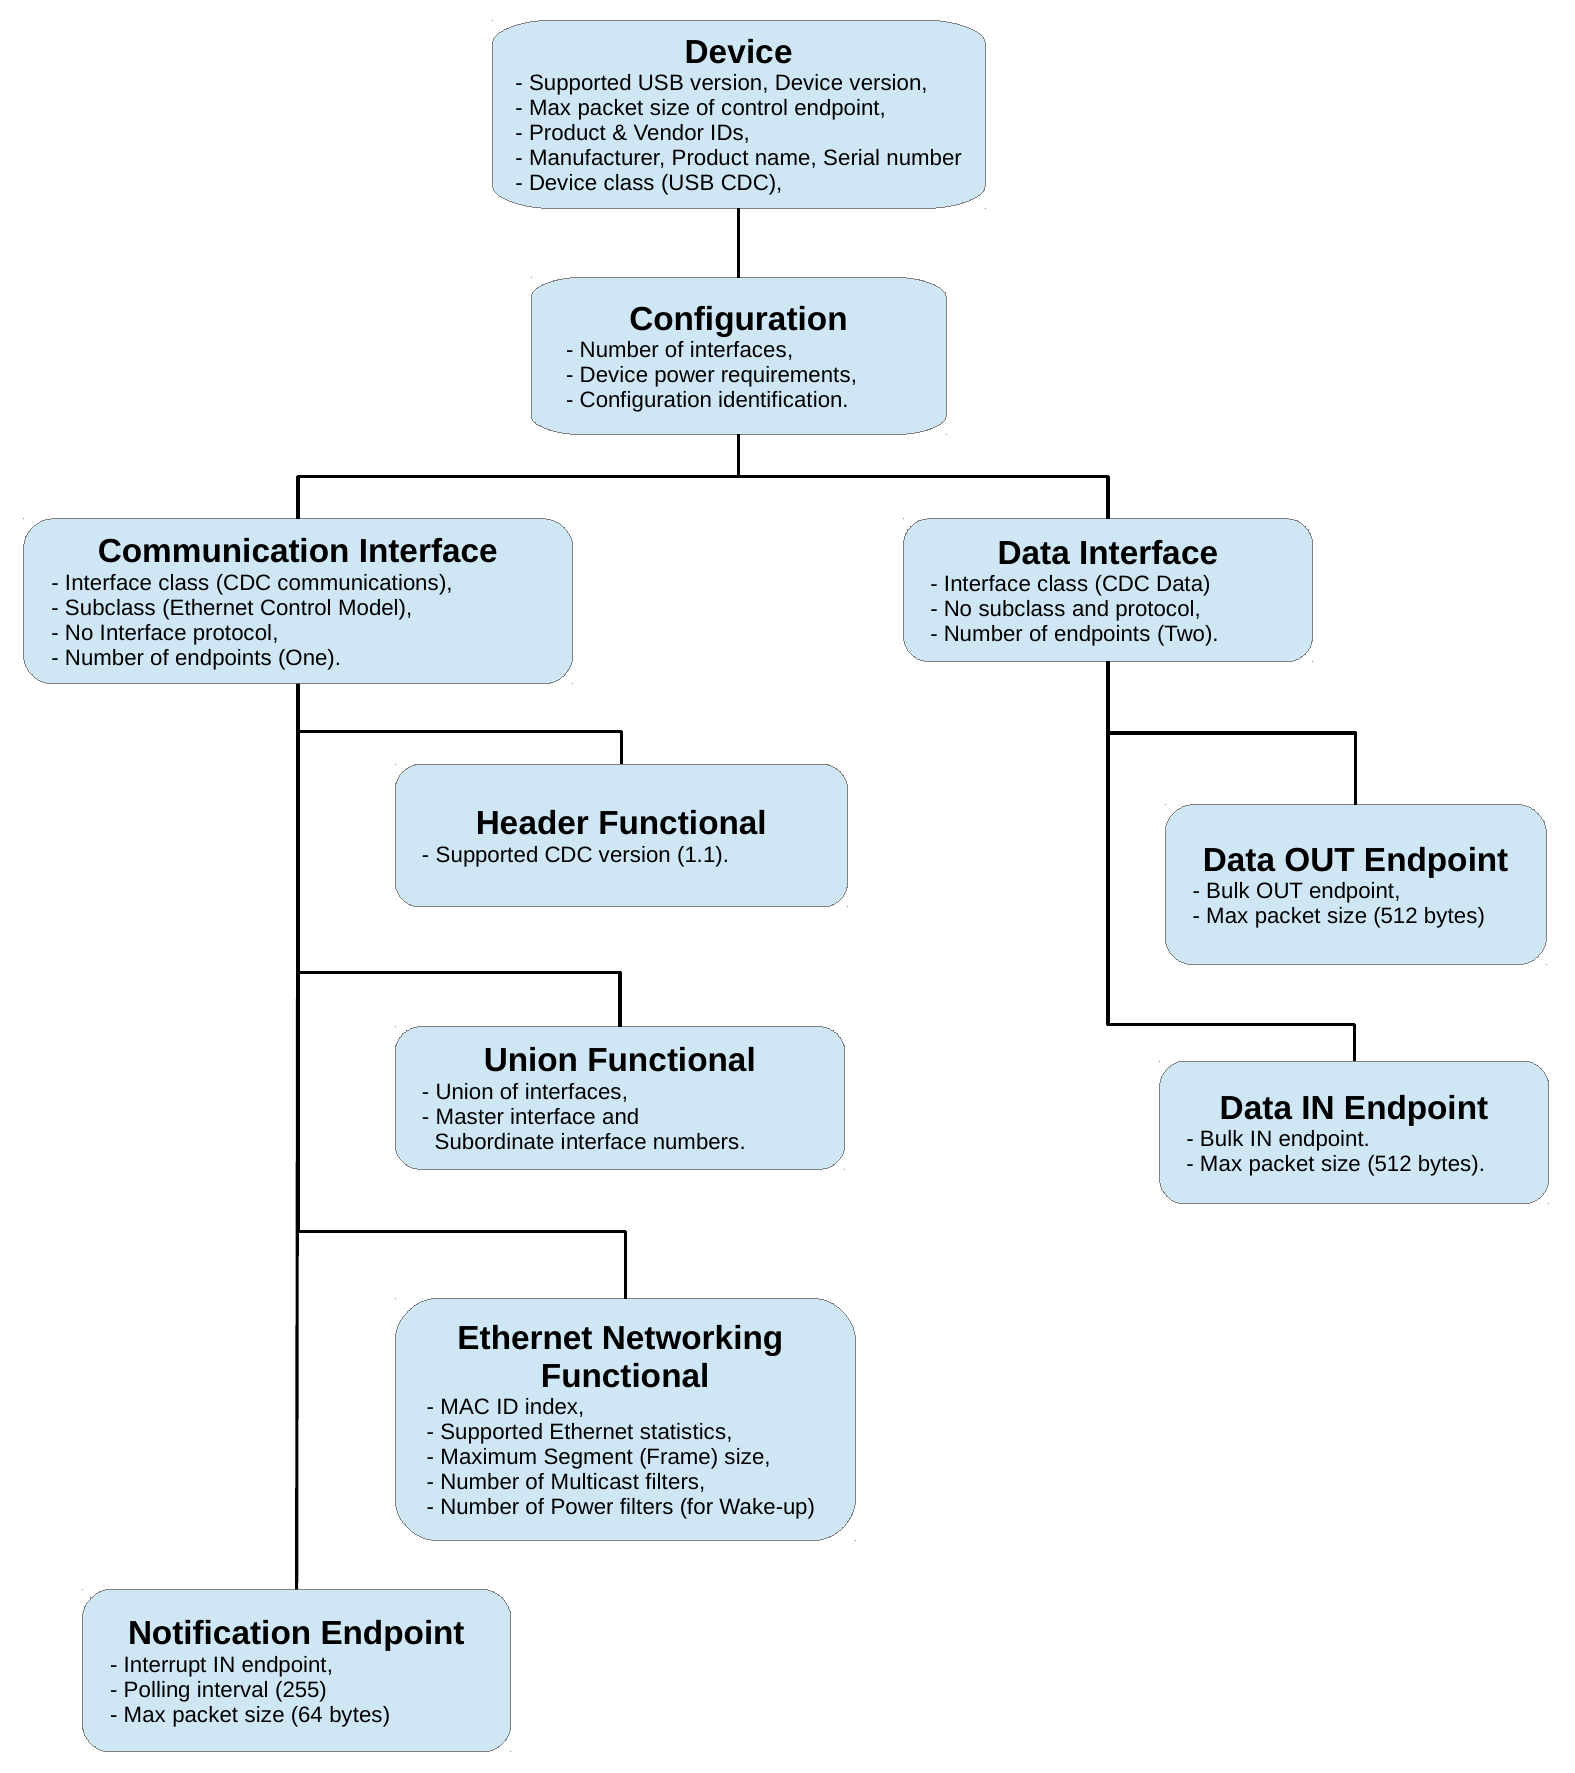 Device
- Supported USB version, Device version,
- Max packet size of control endpoint,
- Product & Vendor IDs,
- Manufacturer, Product name, Serial number
- Device class (USB CDC),
Configuration
- Number of interfaces,
- Device power requirements,
- Configuration identification.
Communication Interface
- Interface class (CDC communications),
- Subclass (Ethernet Control Model),
- No Interface protocol,
- Number of endpoints (One).
Data Interface
- Interface class (CDC Data)
- No subclass and protocol,
- Number of endpoints (Two).
Header Functional
- Supported CDC version (1.1).
Data OUT Endpoint
- Bulk OUT endpoint,
- Max packet size (512 bytes)
Union Functional
- Union of interfaces,
- Master interface and
Subordinate interface numbers.
Data IN Endpoint
- Bulk IN endpoint.
- Max packet size (512 bytes).
Ethernet Networking
Functional
- MAC ID index,
- Supported Ethernet statistics,
- Maximum Segment (Frame) size,
- Number of Multicast filters,
- Number of Power filters (for Wake-up)
Notification Endpoint
- Interrupt IN endpoint,
- Polling interval (255)
- Max packet size (64 bytes)